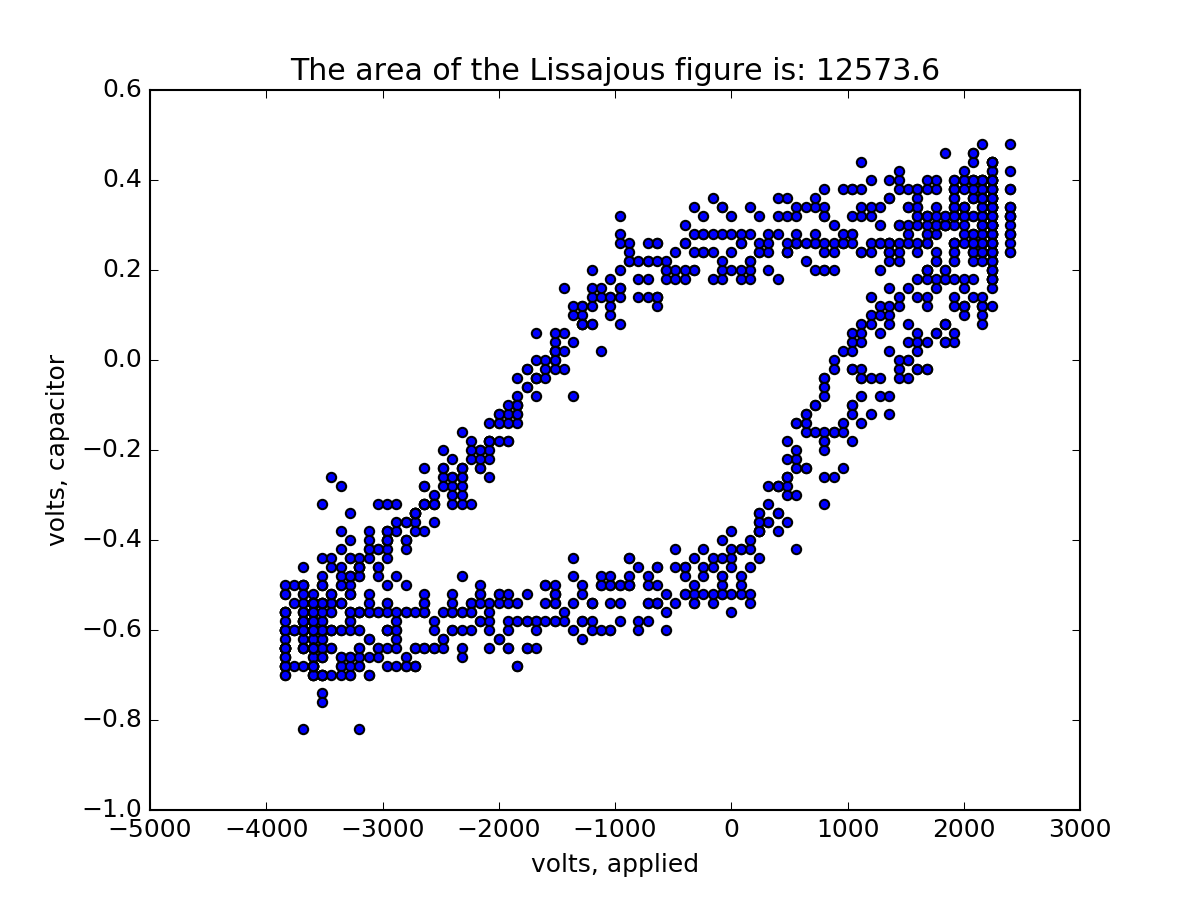 The area of the Lissajous figure is: 12573.6
0.6
0.4
0.2
0.0
−0.2
−0.4
−0.6
−0.8
−1.0
volts, capacitor
−5000 −4000 −3000 −2000 −1000 0 1000 2000 3000
volts, applied